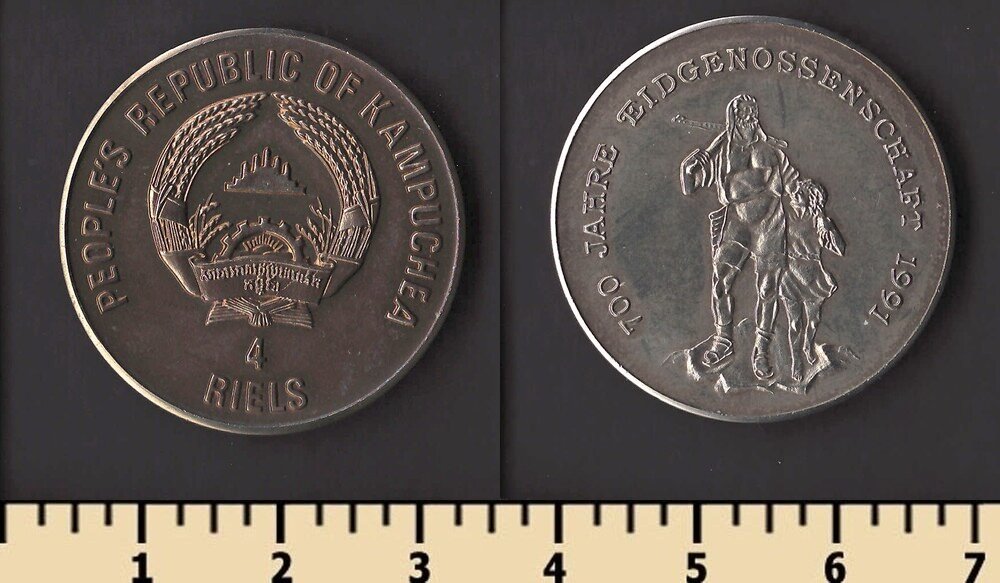 PEOPLE'S REPUBLIC OF KAMPUCHEA
4
RIELS
700 JAHRE EIDGENOSSENSCHAFT 1991
1 2 3 4 5 6 7